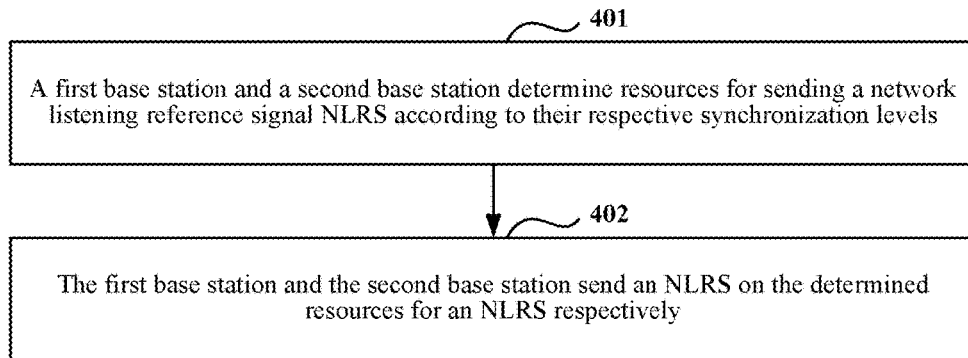 401
A first base station and a second base station determine resources for sending a network
listening reference signal NLRS according to their respective synchronization levels
402
The first base station and the second base station send an NLRS on the determined
resources for an NLRS respectively